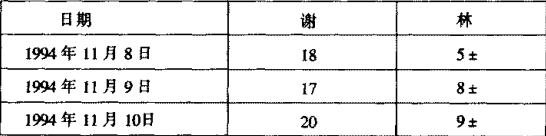 日期 谢 林
1994年11月8日 18 5±
1994年11月9日 17 8±
1994年11月10日 20 9±